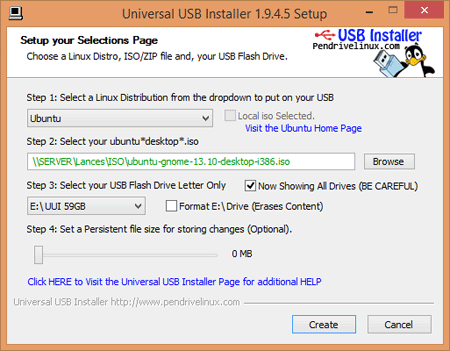 Universal USB Installer 1.9.4.5 Setup
Setup your Selections Page
Choose a Linux Distro, ISO/ZIP file and, your USB Flash Drive.
USB Installer
Pendrivelinux.com
Step 1: Select a Linux Distribution from the dropdown to put on your USB
Ubuntu
Local iso Selected.
Visit the Ubuntu Home Page
Step 2: Select your ubuntu*desktop*.iso
\\SERVER\Lances\ISO\ubuntu-gnome-13.10-desktop-i386.iso
Browse
Step 3: Select your USB Flash Drive Letter Only
Now Showing All Drives (BE CAREFUL)
E:\UUI 59GB
Format E:\ Drive (Erases Content)
Step 4: Set a Persistent file size for storing changes (Optional).
0 MB
Click HERE to Visit the Universal USB Installer Page for additional HELP
Universal USB Installer http://www.pendrivelinux.com
Create
Cancel